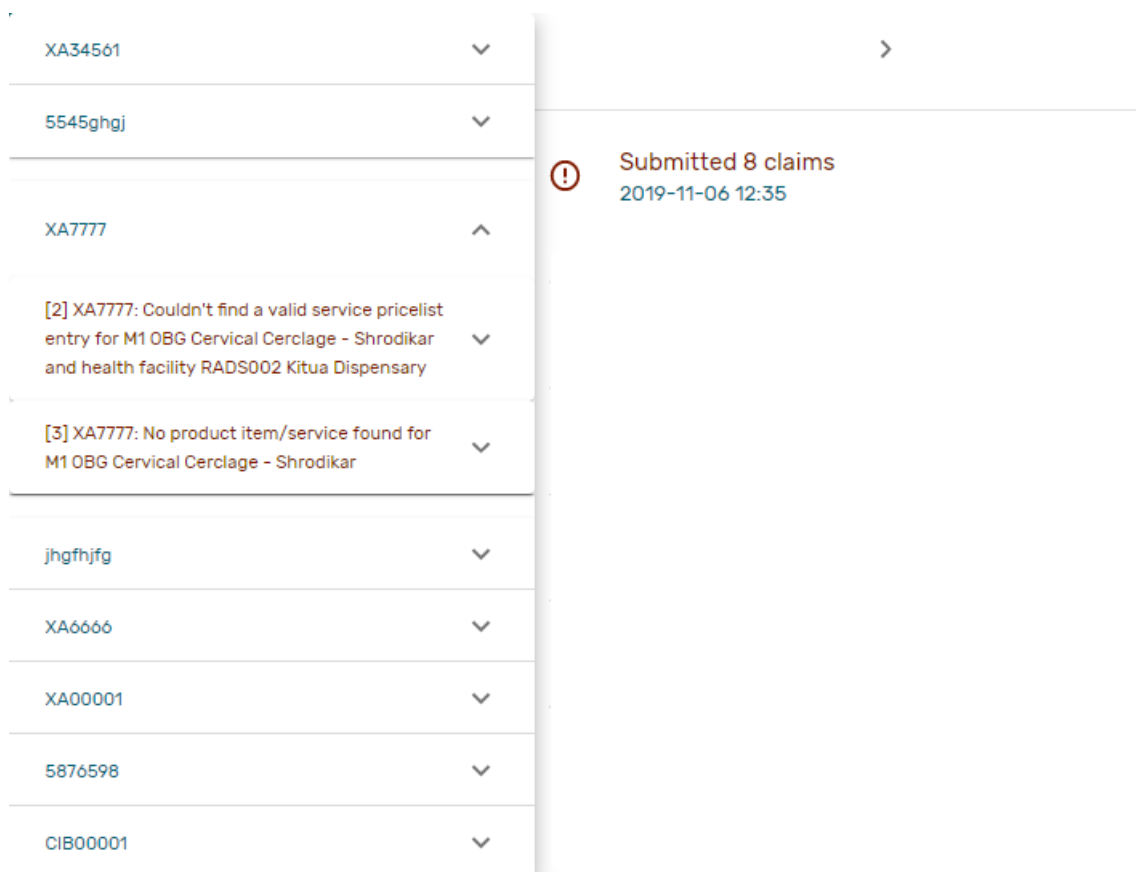 XA34561
5545ghgj
XA7777
[2] XA7777: Couldn't find a valid service pricelist
entry for M1 OBG Cervical Cerclage - Shrodikar
and health facility RADS002 Kitua Dispensary
[3] XA7777: No product item/service found for
M1 OBG Cervical Cerclage - Shrodikar
jhgfhjfg
XA6666
XA00001
5876598
CIB00001
Submitted 8 claims
2019-11-06 12:35